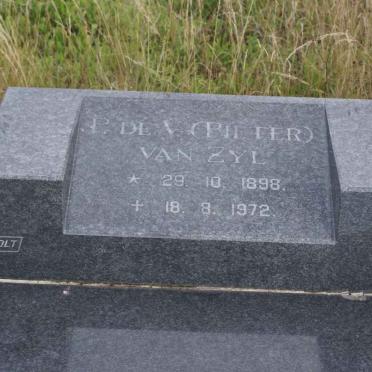 P. DE V. (PIETER)
VAN ZYL
* 29. 10. 1898.
+ 18. 8. 1972.